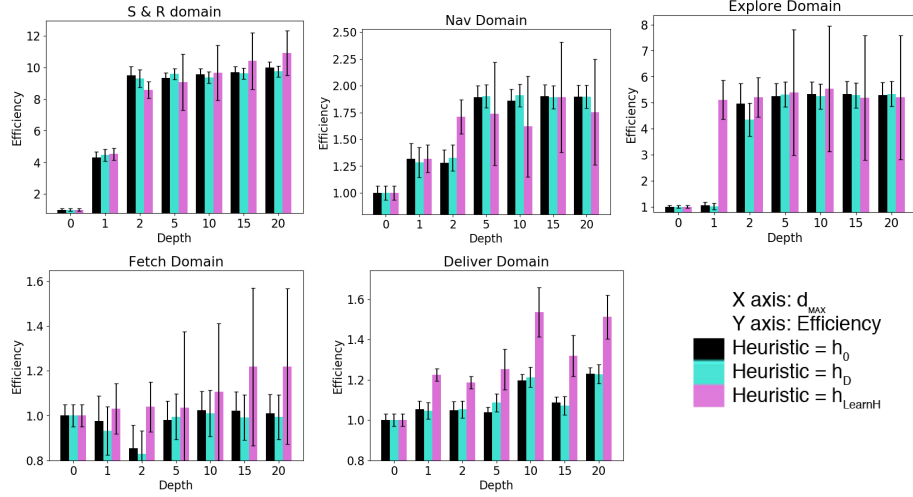 S & R domain
12
10
8
6
4
2
Efficiency
0 1 2 5 10 15 20
Depth
Nav Domain
2.50
2.25
2.00
1.75
1.50
1.25
1.00
Efficiency
0 1 2 5 10 15 20
Depth
Explore Domain
8
7
6
5
4
3
2
1
Efficiency
0 1 2 5 10 15 20
Depth
Fetch Domain
1.6
1.4
1.2
1.0
0.8
Efficiency
0 1 2 5 10 15 20
Depth
Deliver Domain
1.6
1.4
1.2
1.0
0.8
Efficiency
0 1 2 5 10 15 20
Depth
X axis: dMAX
Y axis: Efficiency
Heuristic = h0
Heuristic = hD
Heuristic = hLearnH